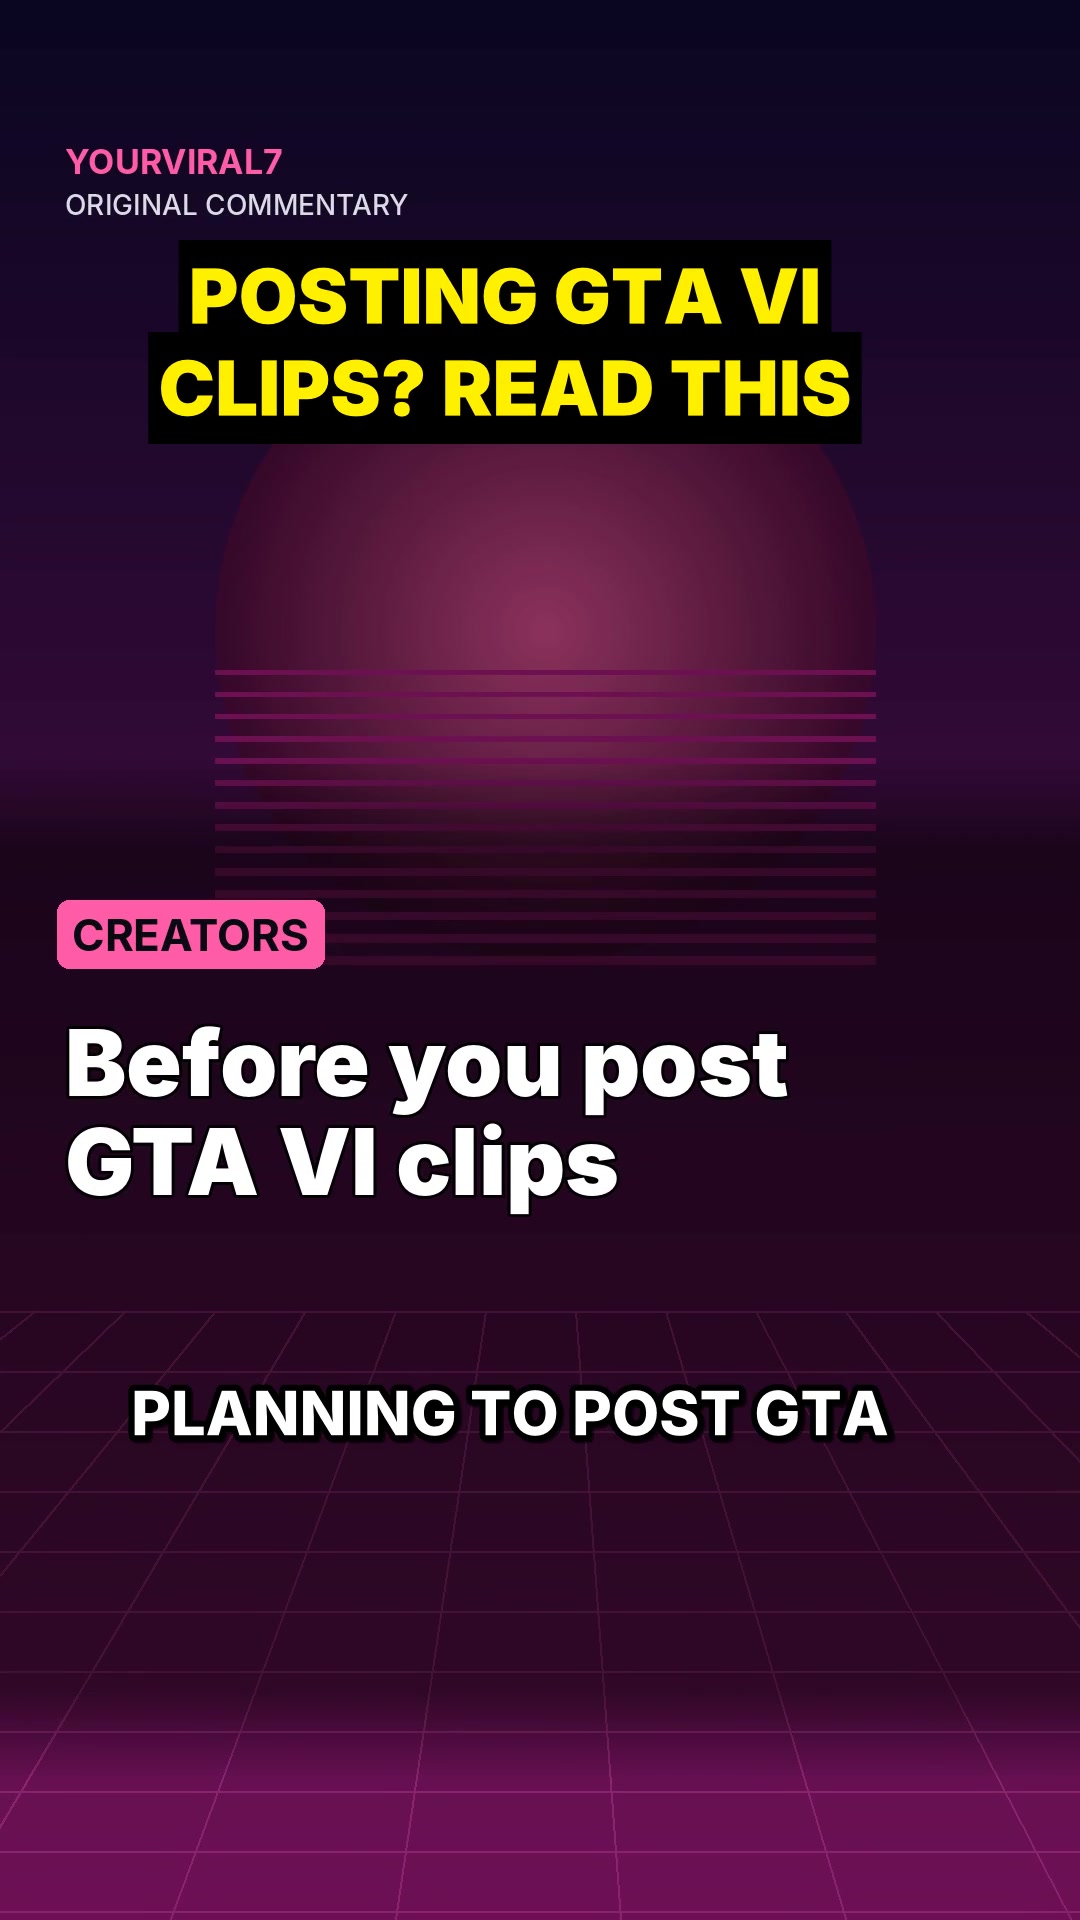 YOURVIRAL7
ORIGINAL COMMENTARY
POSTING GTA VI
CLIPS? READ THIS
CREATORS
Before you post
GTA VI clips
PLANNING TO POST GTA